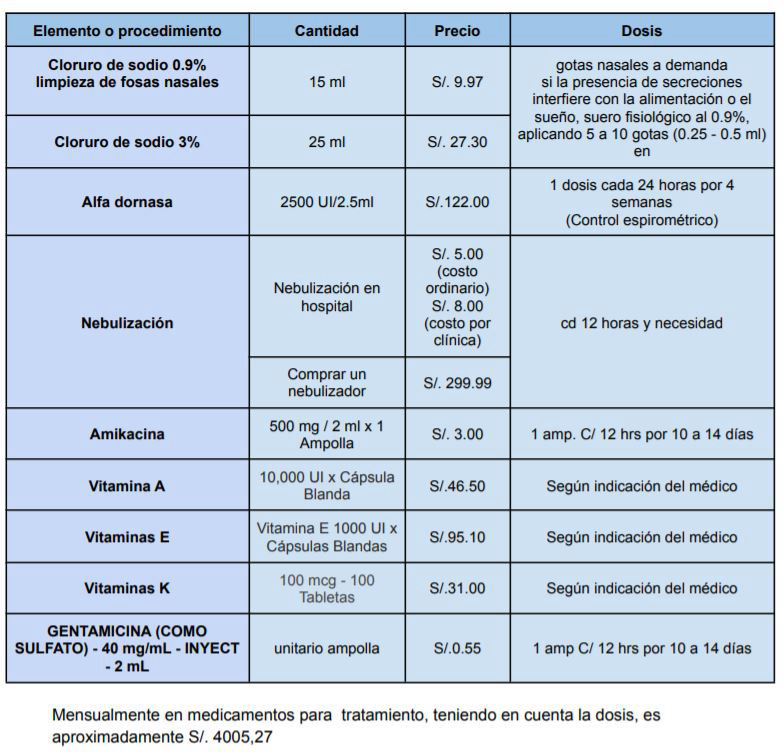 Elemento o procedimiento Cantidad Precio Dosis
Cloruro de sodio 0.9%
limpieza de fosas nasales
15 ml
S/. 9.97
gotas nasales a demanda
si la presencia de secreciones
interfiere con la alimentación o el
sueño, suero fisiológico al 0.9%,
aplicando 5 a 10 gotas (0.25 - 0.5 ml)
en
Cloruro de sodio 3%
25 ml
S/. 27.30
Alfa dornasa
2500 UI/2.5ml
S/.122.00
1 dosis cada 24 horas por 4
semanas
(Control espirométrico)
Nebulización
Nebulización en
hospital
S/. 5.00
(costo
ordinario)
S/. 8.00
(costo por
clínica)
cd 12 horas y necesidad
Comprar un
nebulizador
S/. 299.99
Amikacina
500 mg / 2 ml x 1
Ampolla
S/. 3.00
1 amp. C/ 12 hrs por 10 a 14 días
Vitamina A
10,000 UI x Cápsula
Blanda
S/.46.50
Según indicación del médico
Vitaminas E
Vitamina E 1000 UI x
Cápsulas Blandas
S/.95.10
Según indicación del médico
Vitaminas K
100 mcg - 100
Tabletas
S/.31.00
Según indicación del médico
GENTAMICINA (COMO
SULFATO) - 40 mg/mL - INYECT
- 2 mL
unitario ampolla
S/.0.55
1 amp C/ 12 hrs por 10 a 14 días
Mensualmente en medicamentos para tratamiento, teniendo en cuenta la dosis, es
aproximadamente S/. 4005,27